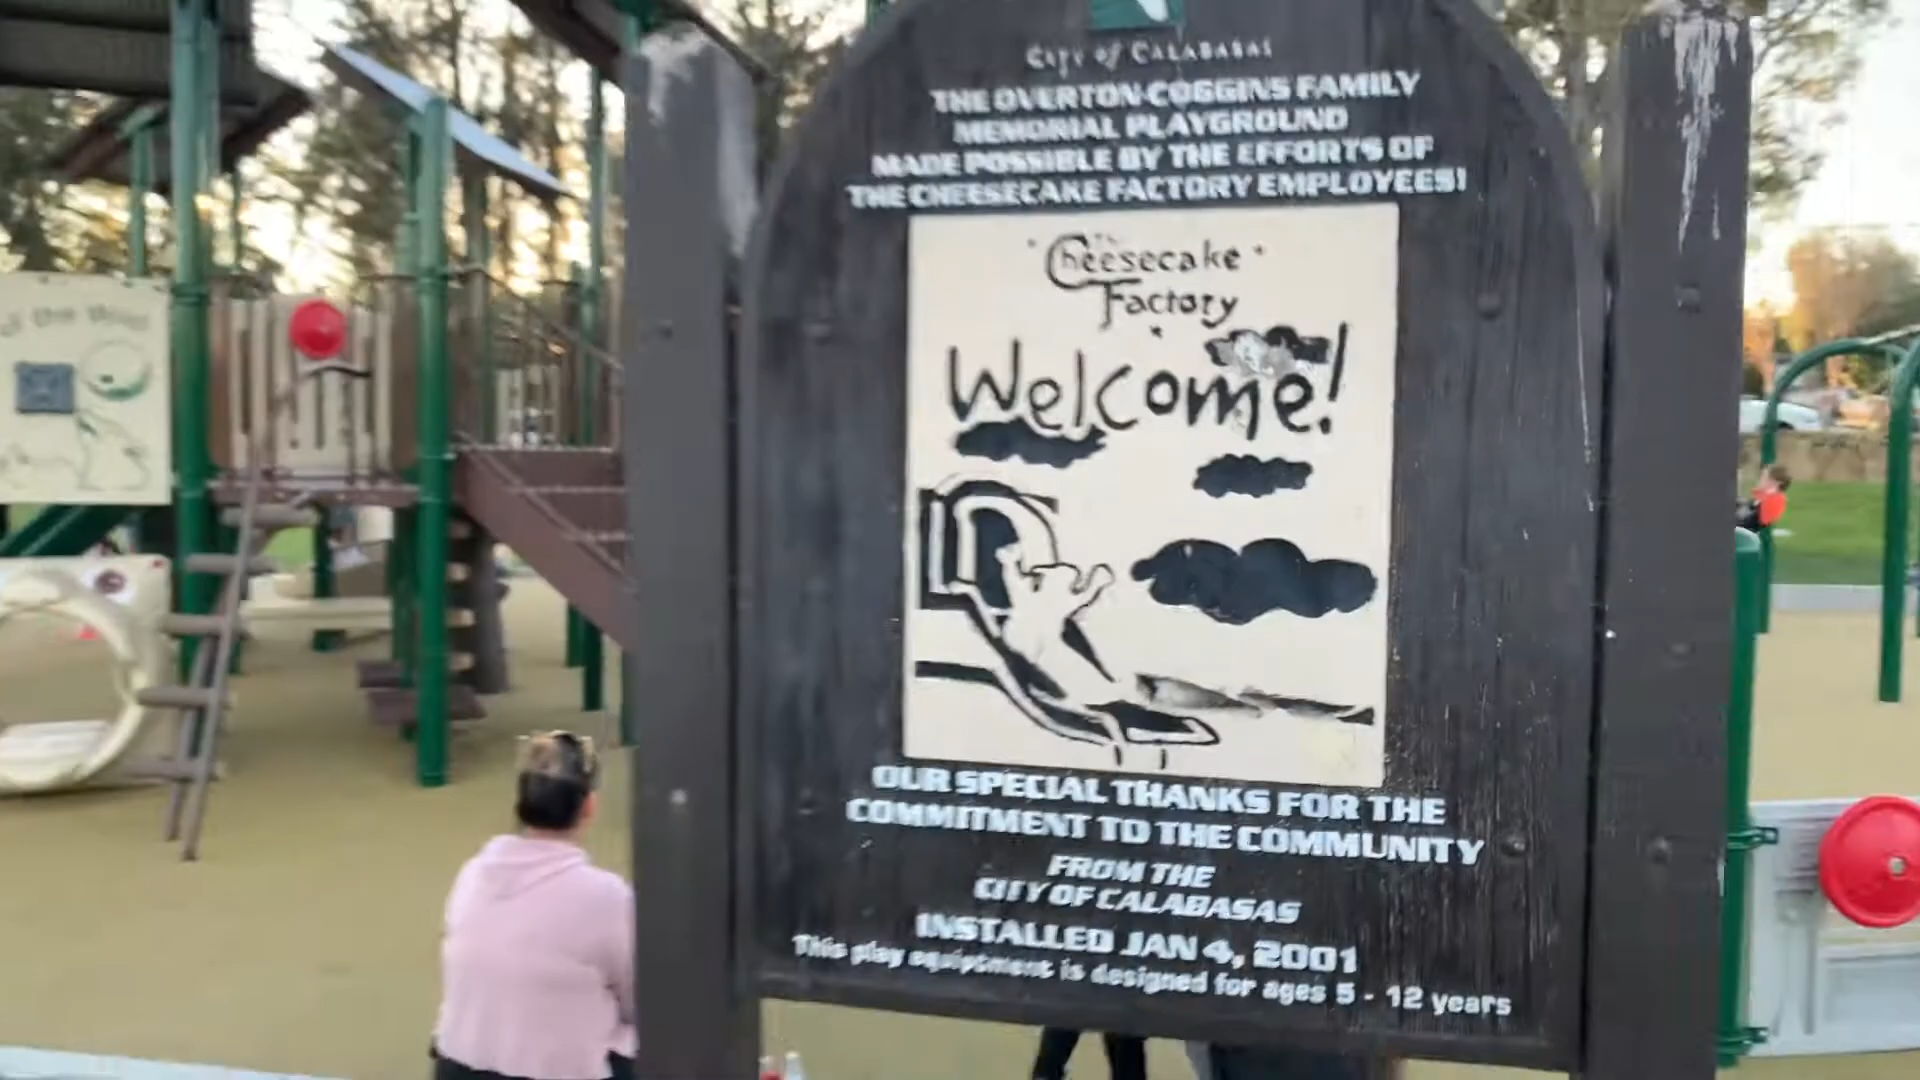 CITY of CALABASAS
THE OVERTON-COGGINS FAMILY
MEMORIAL PLAYGROUND
MADE POSSIBLE BY THE EFFORTS OF
THE CHEESECAKE FACTORY EMPLOYEES!
The
Cheesecake
Factory
Welcome!
OUR SPECIAL THANKS FOR THE
COMMITMENT TO THE COMMUNITY
FROM THE
CITY OF CALABASAS
INSTALLED JAN 4, 2001
This play equiptment is designed for ages 5 - 12 years